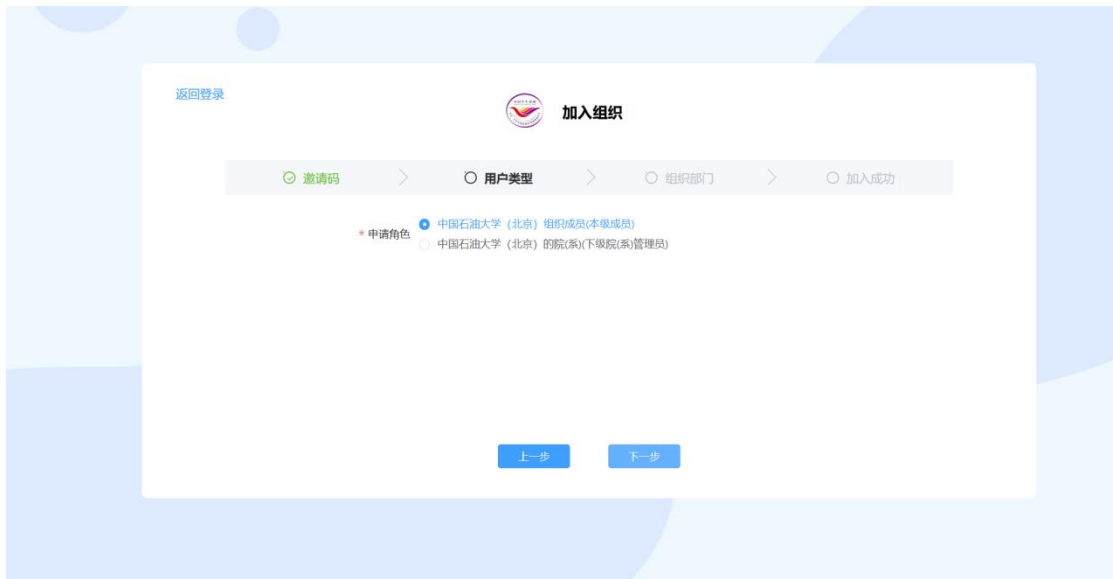 返回登录
加入组织
邀请码 用户类型 组织部门 加入成功
* 申请角色
中国石油大学（北京）组织成员(本级成员)
中国石油大学（北京）的院(系)(下级院(系)管理员)
上一步 下一步